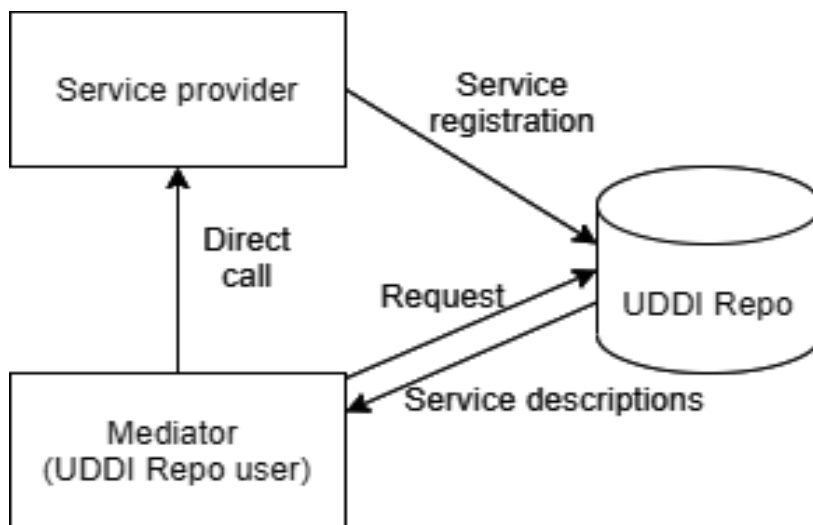 Service provider
Service
registration
Direct
call
Request
UDDI Repo
Service descriptions
Mediator
(UDDI Repo user)